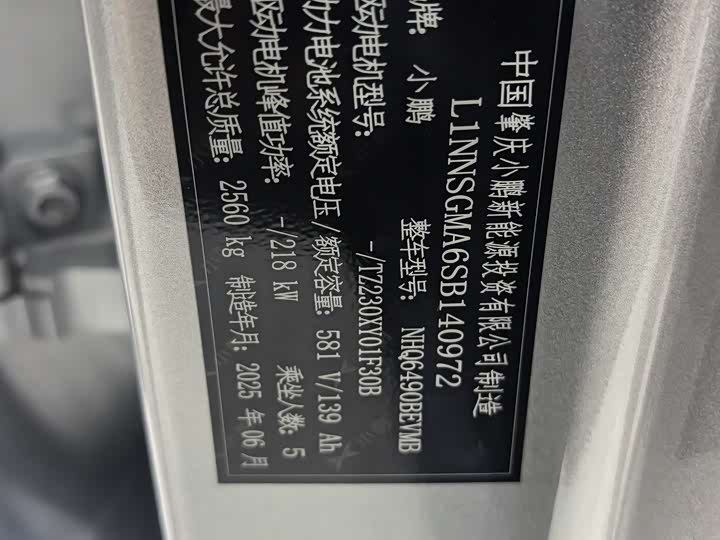 中国肇庆小鹏新能源投资有限公司制造
L1NNSGMA6SB140972
品牌: 小鹏 整车型号: NHQ6490BEVMB
驱动电机型号: -/TZ230XY01F30B
动力电池系统额定电压/额定容量: 581 V/139 Ah
驱动电机峰值功率: -/218 kW 乘坐人数: 5
最大允许总质量: 2560 kg 制造年月: 2025 年 06 月